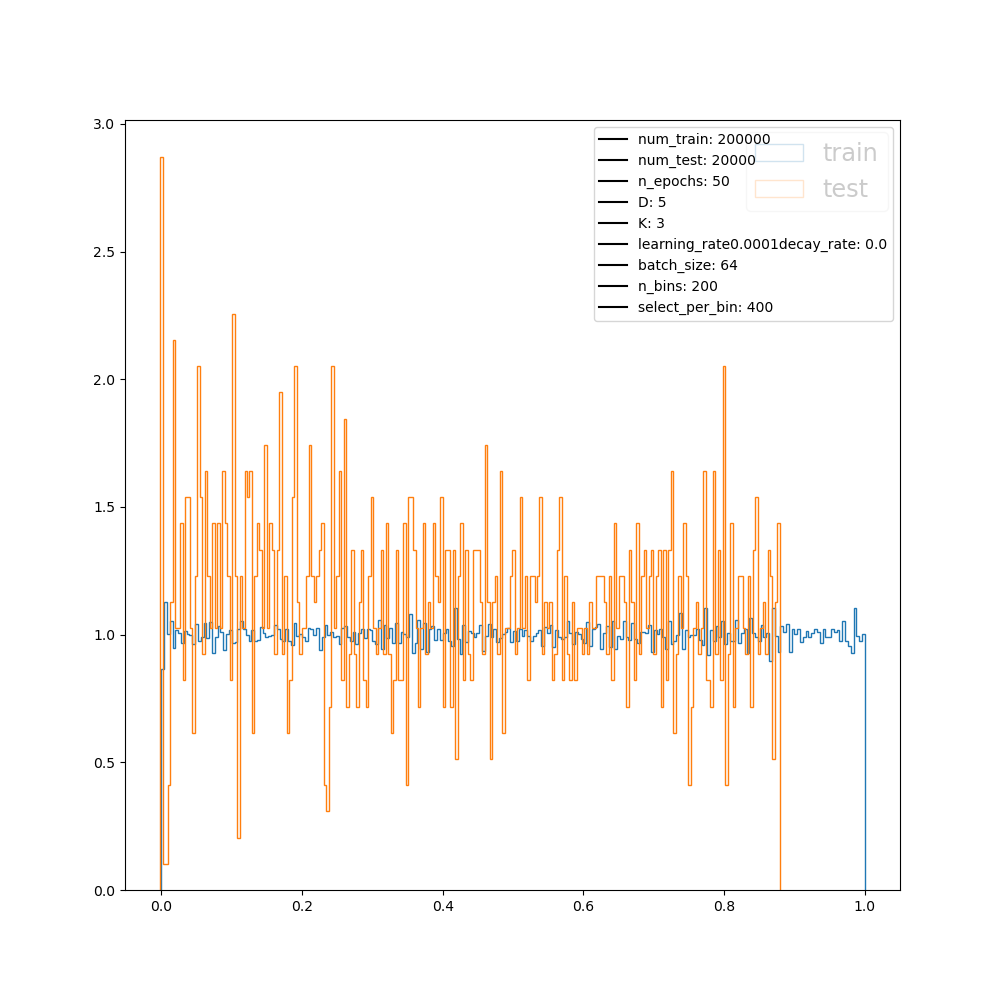 3.0
2.5
2.0
1.5
1.0
0.5
0.0
0.0 0.2 0.4 0.6 0.8 1.0
num_train: 200000
num_test: 20000
n_epochs: 50
D: 5
K: 3
learning_rate0.0001decay_rate: 0.0
batch_size: 64
n_bins: 200
select_per_bin: 400
train
test